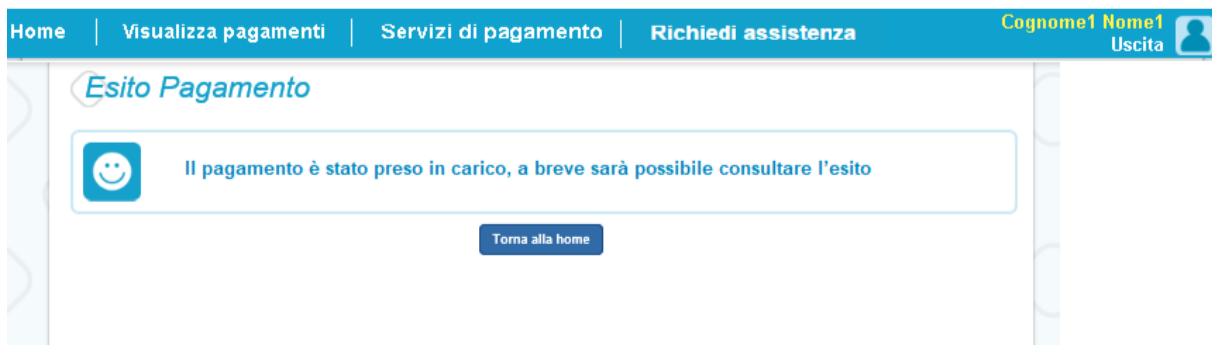 Home Visualizza pagamenti Servizi di pagamento Richiedi assistenza Cognome1 Nome1
Uscita
Esito Pagamento
Il pagamento è stato preso in carico, a breve sarà possibile consultare l'esito
Torna alla home